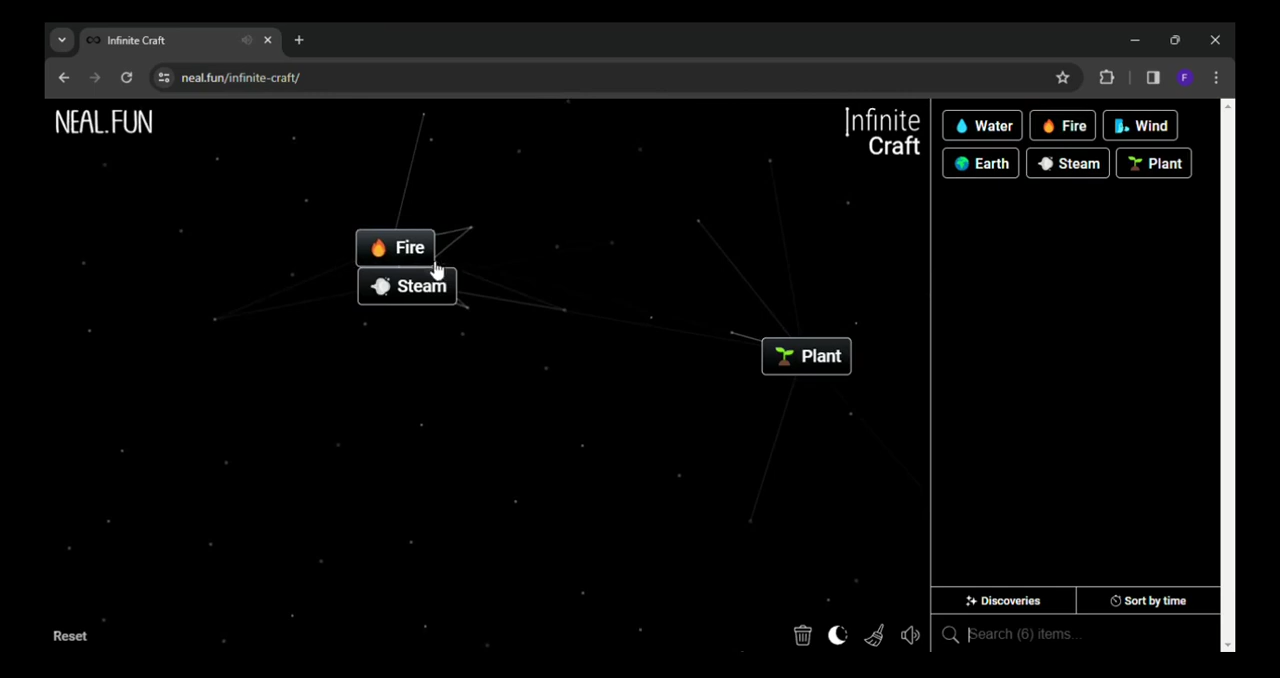 Infinite Craft
neal.fun/infinite-craft/
F
NEAL.FUN
Infinite
Craft
Water
Fire
Wind
Earth
Steam
Plant
Fire
Steam
Plant
Discoveries
Sort by time
Reset
Search (6) items...